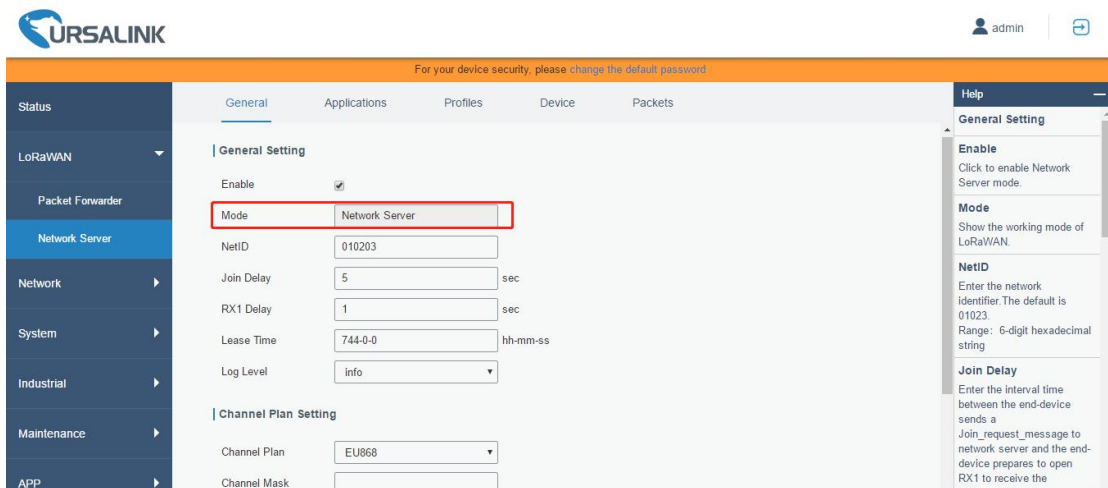 URSALINK
admin
For your device security, please change the default password
Status
LoRaWAN
Packet Forwarder
Network Server
Network
System
Industrial
Maintenance
APP
General Applications Profiles Device Packets
General Setting
Enable
Mode Network Server
NetID 010203
Join Delay 5 sec
RX1 Delay 1 sec
Lease Time 744-0-0 hh-mm-ss
Log Level info
Channel Plan Setting
Channel Plan EU868
Channel Mask
Help
General Setting
Enable
Click to enable Network
Server mode.
Mode
Show the working mode of
LoRaWAN.
NetID
Enter the network
identifier.The default is
01023.
Range: 6-digit hexadecimal
string
Join Delay
Enter the interval time
between the end-device
sends a
Join_request_message to
network server and the end-
device prepares to open
RX1 to receive the